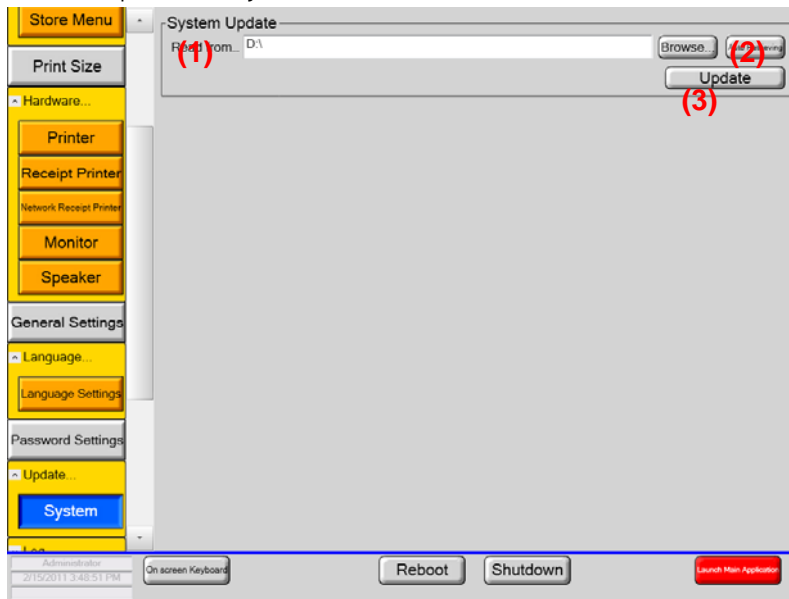 Store Menu
Print Size
Hardware...
Printer
Receipt Printer
Network Receipt Printer
Monitor
Speaker
General Settings
Language...
Language Settings
Password Settings
Update...
System
System Update
Read from... D:\
(1)
Browse...
(2)
Update
(3)
Administrator
2/15/2011 3:48:51 PM
On screen Keyboard
Reboot
Shutdown
Launch Main Application